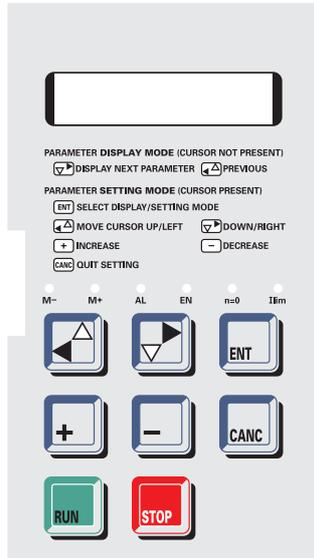 PARAMETER DISPLAY MODE (CURSOR NOT PRESENT)
DISPLAY NEXT PARAMETER PREVIOUS
PARAMETER SETTING MODE (CURSOR PRESENT)
ENT SELECT DISPLAY/SETTING MODE
MOVE CURSOR UP/LEFT DOWN/RIGHT
+ INCREASE - DECREASE
CANC QUIT SETTING
M- M+ AL EN n=0 Ilim
ENT
+ - CANC
RUN STOP